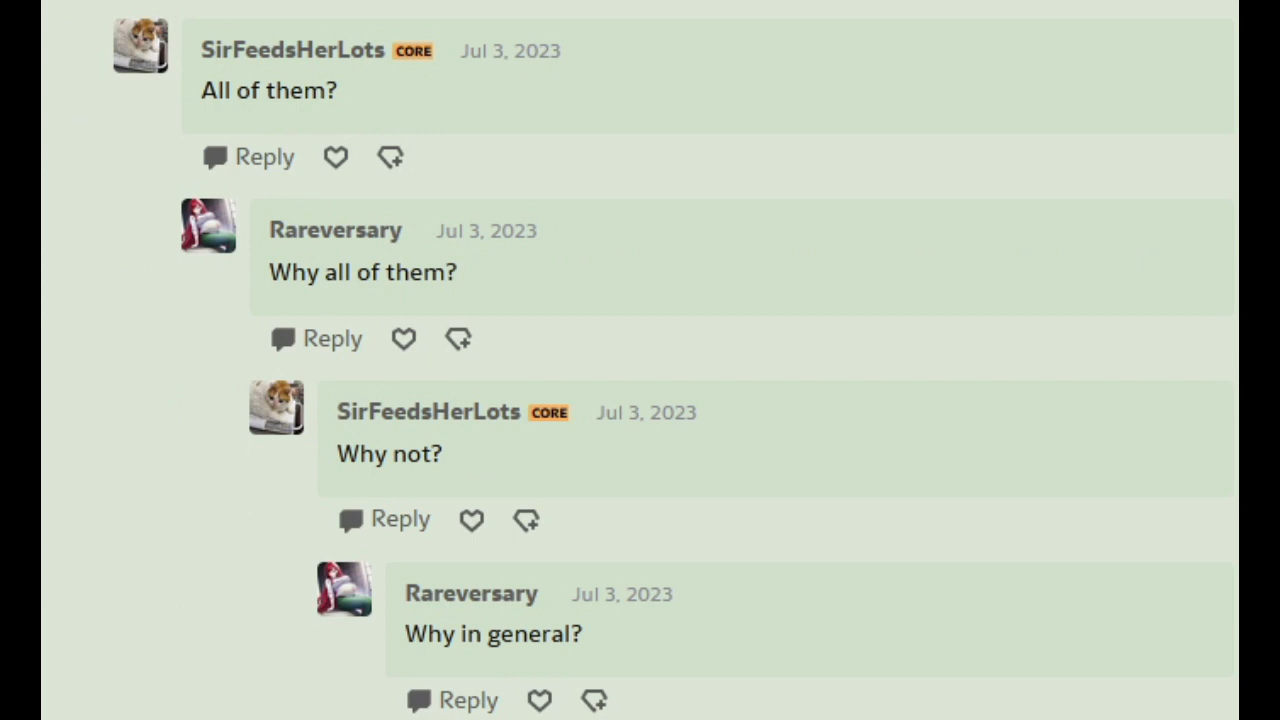 SirFeedsHerLots CORE Jul 3, 2023
All of them?
Reply
Rareversary Jul 3, 2023
Why all of them?
Reply
SirFeedsHerLots CORE Jul 3, 2023
Why not?
Reply
Rareversary Jul 3, 2023
Why in general?
Reply